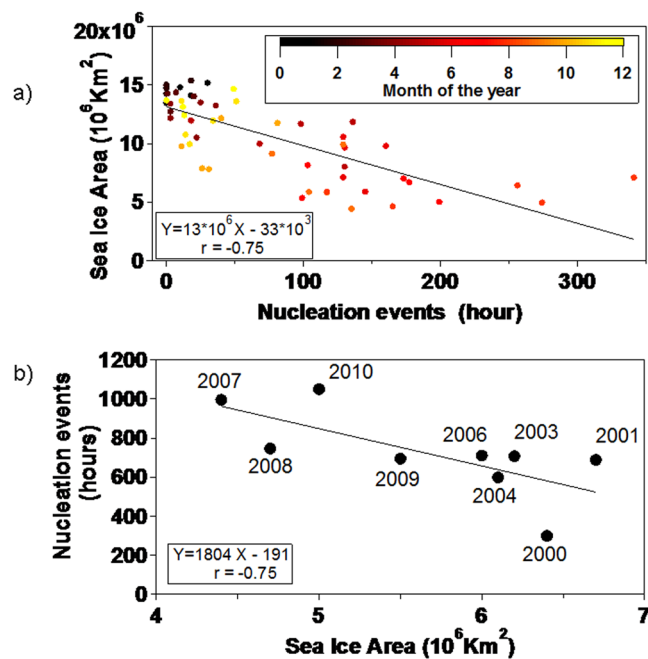 a)
20x10⁶
15
10
5
0
Sea Ice Area (10⁶Km²)
0 2 4 6 8 10 12
Month of the year
Y=13*10⁶X - 33*10³
r = -0.75
0 100 200 300
Nucleation events (hour)
b)
1200
1000
800
600
400
200
0
Nucleation events
(hours)
2007
2010
2008
2009
2006
2003
2001
2004
2000
Y=1804 X - 191
r = -0.75
4 5 6 7
Sea Ice Area (10⁶Km²)